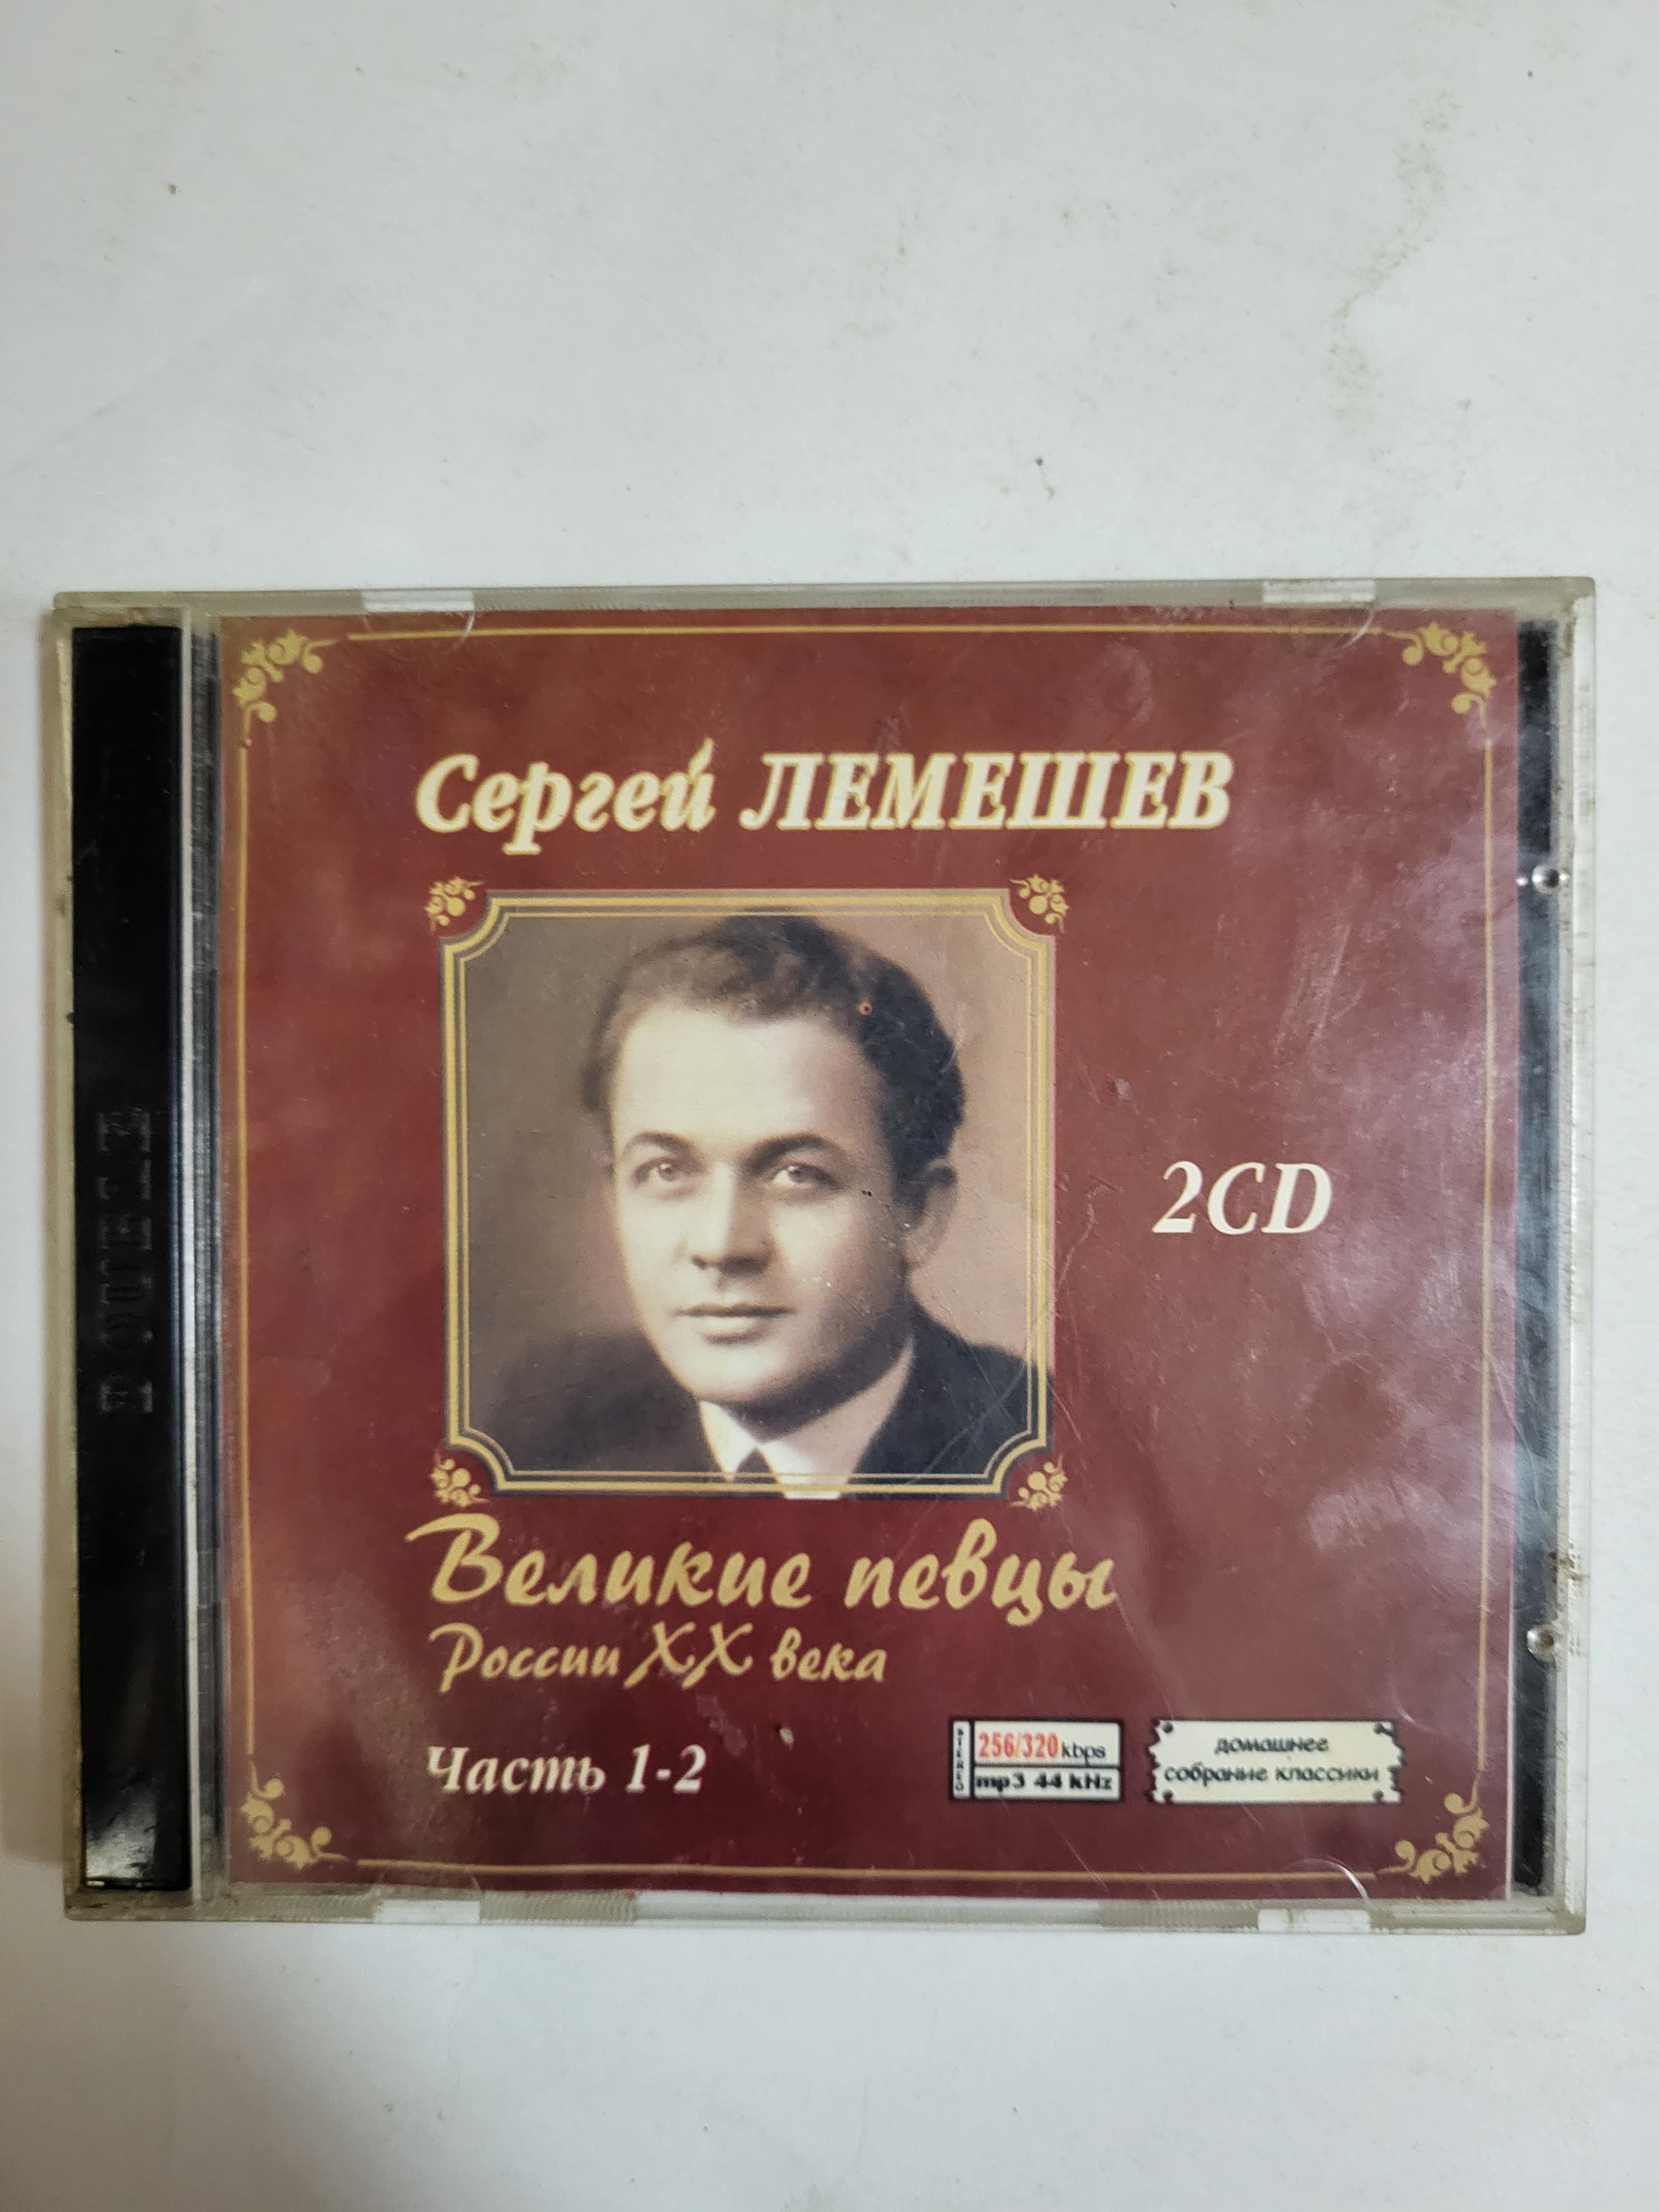 Сергей ЛЕМЕШЕВ
2CD
Великие певцы
России XX века
Часть 1-2
STEREO
256/320 kbps
mp3 44 kHz
домашнее
собрание классики